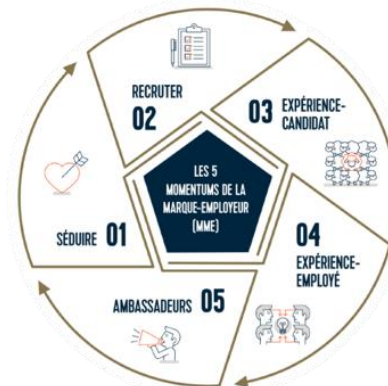 LES 5
MOMENTUMS DE LA
MARQUE-EMPLOYEUR
(MME)
SÉDUIRE 01
RECRUTER
02
03 EXPÉRIENCE-
CANDIDAT
04
EXPÉRIENCE-
EMPLOYÉ
AMBASSADEURS 05